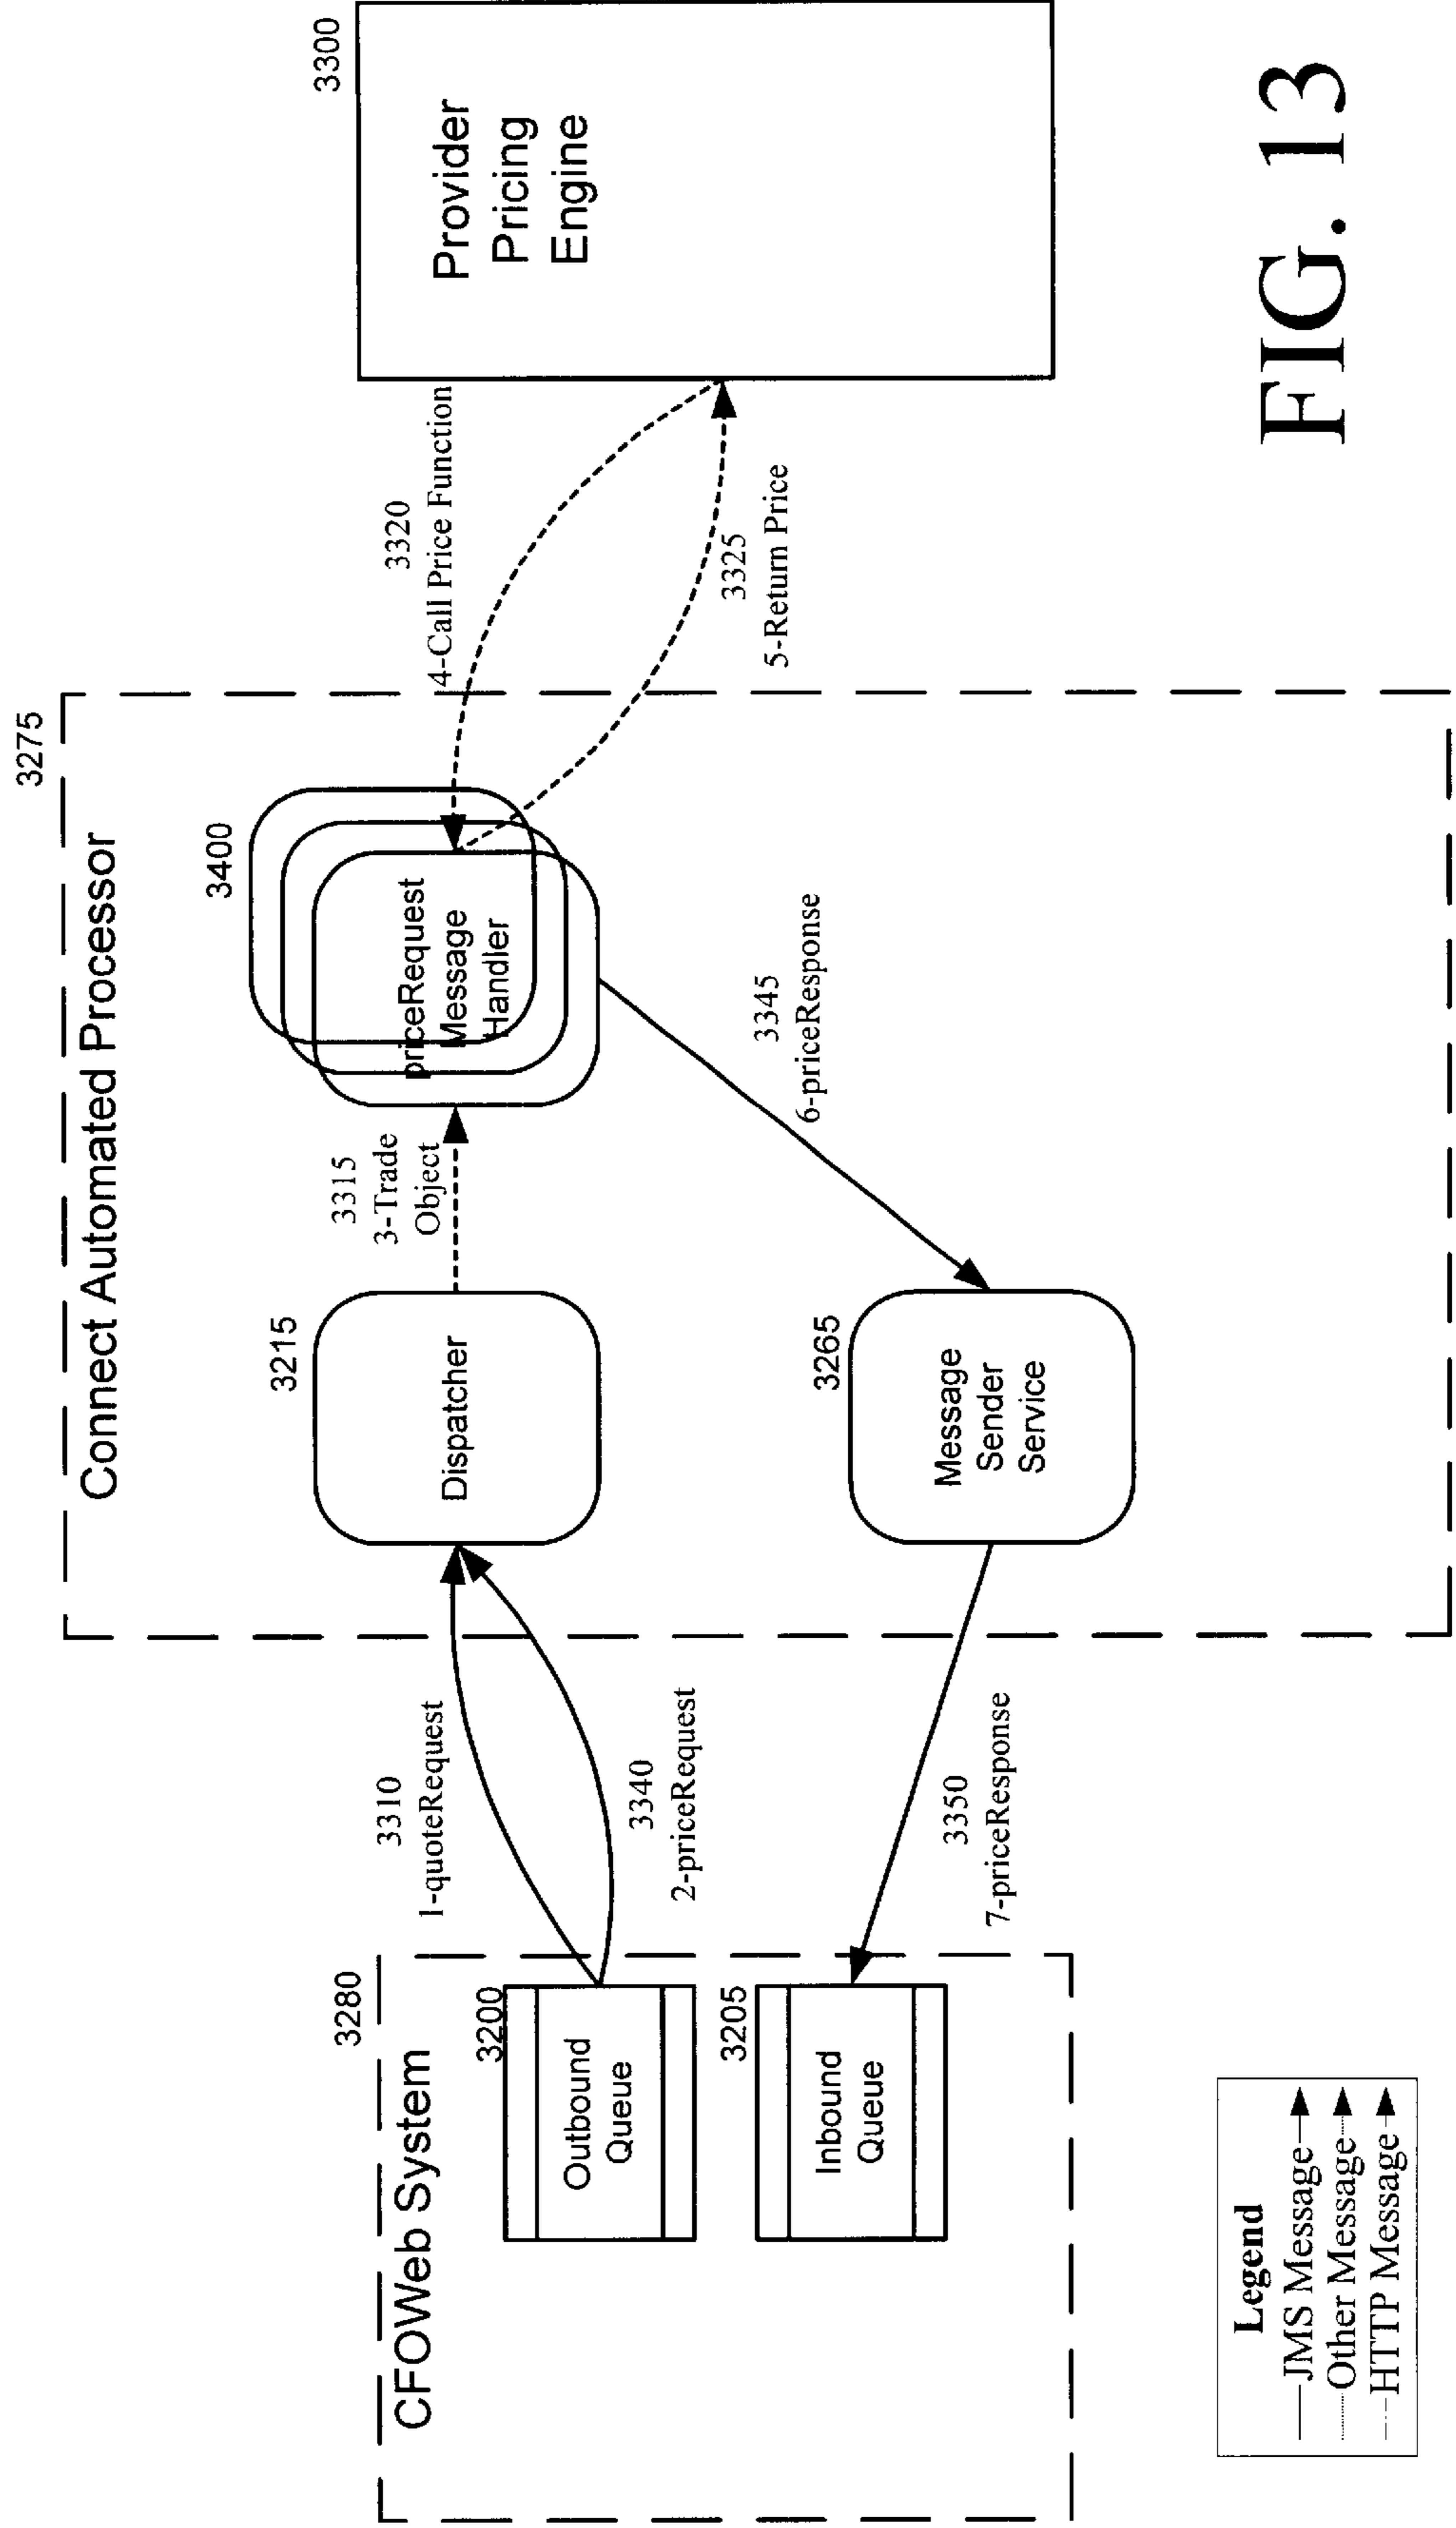 3275
Connect Automated Processor
3280
CFOWeb System
3200
Outbound
Queue
3205
Inbound
Queue
3310
1-quoteRequest
3340
2-priceRequest
3350
7-priceResponse
3215
Dispatcher
3265
Message
Sender
Service
3315
3-Trade
Object
3400
priceRequest
Message
Handler
3345
6-priceResponse
3320
4-Call Price Function
3325
5-Return Price
3300
Provider
Pricing
Engine
Legend
JMS Message
Other Message
HTTP Message
FIG. 13